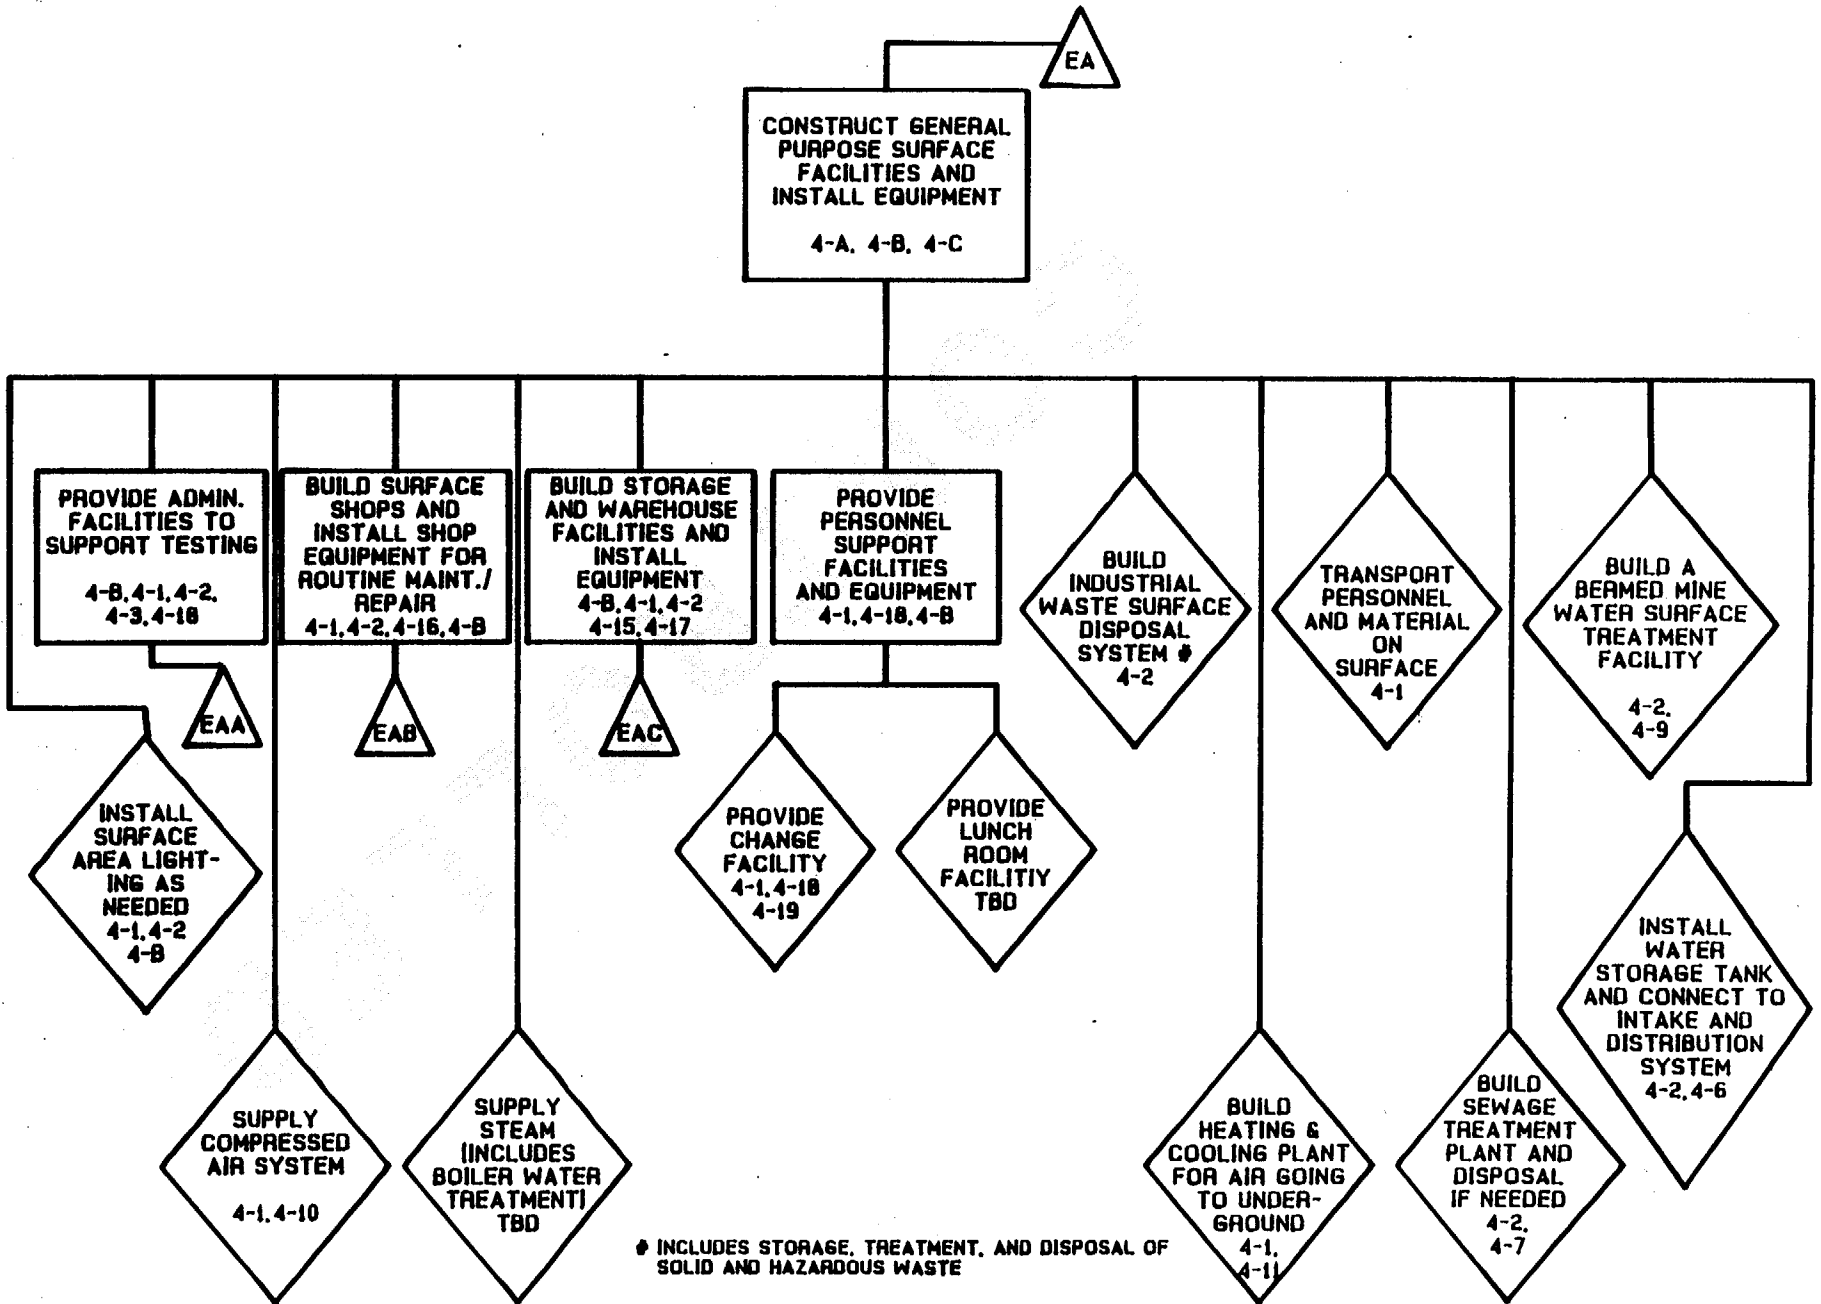 EA
CONSTRUCT GENERAL
PURPOSE SURFACE
FACILITIES AND
INSTALL EQUIPMENT
4-A, 4-B, 4-C
PROVIDE ADMIN.
FACILITIES TO
SUPPORT TESTING
4-B, 4-1, 4-2,
4-3, 4-18
EAA
BUILD SURFACE
SHOPS AND
INSTALL SHOP
EQUIPMENT FOR
ROUTINE MAINT./
REPAIR
4-1, 4-2, 4-16, 4-B
EAB
BUILD STORAGE
AND WAREHOUSE
FACILITIES AND
INSTALL
EQUIPMENT
4-B, 4-1, 4-2
4-15, 4-17
EAC
PROVIDE
PERSONNEL
SUPPORT
FACILITIES
AND EQUIPMENT
4-1, 4-18, 4-B
BUILD
INDUSTRIAL
WASTE SURFACE
DISPOSAL
SYSTEM #
4-2
TRANSPORT
PERSONNEL
AND MATERIAL
ON
SURFACE
4-1
BUILD A
BERMED MINE
WATER SURFACE
TREATMENT
FACILITY
4-2,
4-9
INSTALL
SURFACE
AREA LIGHT-
ING AS
NEEDED
4-1, 4-2
4-B
PROVIDE
CHANGE
FACILITY
4-1, 4-18
4-19
PROVIDE
LUNCH
ROOM
FACILITIY
TBD
INSTALL
WATER
STORAGE TANK
AND CONNECT TO
INTAKE AND
DISTRIBUTION
SYSTEM
4-2, 4-6
SUPPLY
COMPRESSED
AIR SYSTEM
4-1, 4-10
SUPPLY
STEAM
(INCLUDES
BOILER WATER
TREATMENT)
TBD
BUILD
HEATING &
COOLING PLANT
FOR AIR GOING
TO UNDER-
GROUND
4-1,
4-11
BUILD
SEWAGE
TREATMENT
PLANT AND
DISPOSAL
IF NEEDED
4-2,
4-7
# INCLUDES STORAGE, TREATMENT, AND DISPOSAL OF
SOLID AND HAZARDOUS WASTE